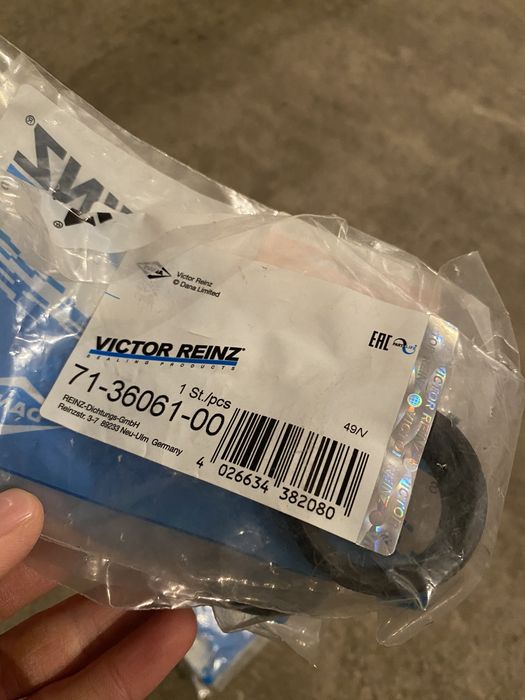 Victor Reinz
© Dana Limited
VICTOR REINZ®
SEALING PRODUCTS
EAC
1 St./pcs
71-36061-00
REINZ-Dichtungs-GmbH
Reinzstr. 3-7 89233 Neu-Ulm Germany
49/V
4 026634 382080
VICTOR